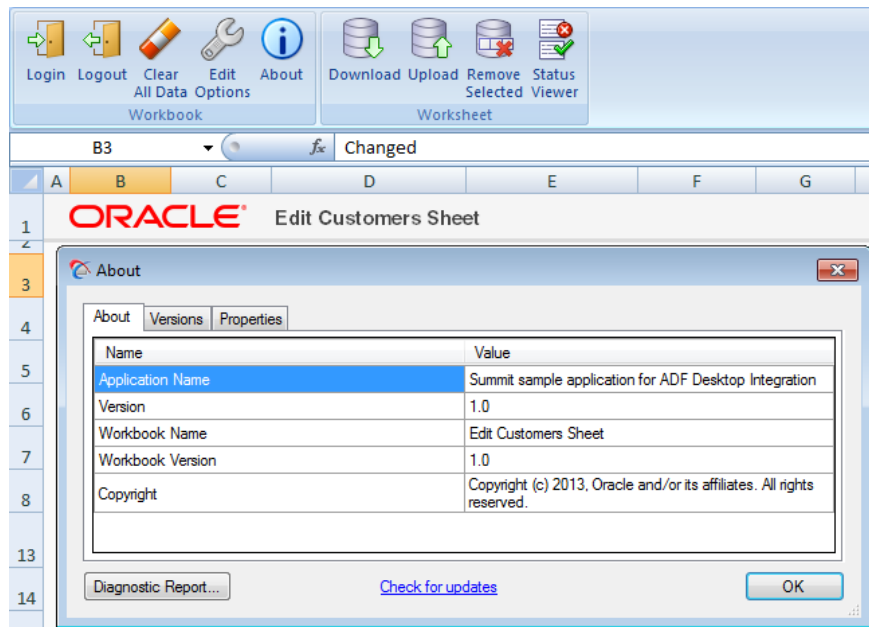 Login Logout Clear All Data Edit Options About Download Upload Remove Selected Status Viewer
Workbook Worksheet
B3 fx Changed
A B C D E F G
1 ORACLE® Edit Customers Sheet
2
3 About
4 About Versions Properties
Name Value
5 Application Name Summit sample application for ADF Desktop Integration
6 Version 1.0
Workbook Name Edit Customers Sheet
7 Workbook Version 1.0
8 Copyright Copyright (c) 2013, Oracle and/or its affiliates. All rights
reserved.
13
14 Diagnostic Report... Check for updates OK